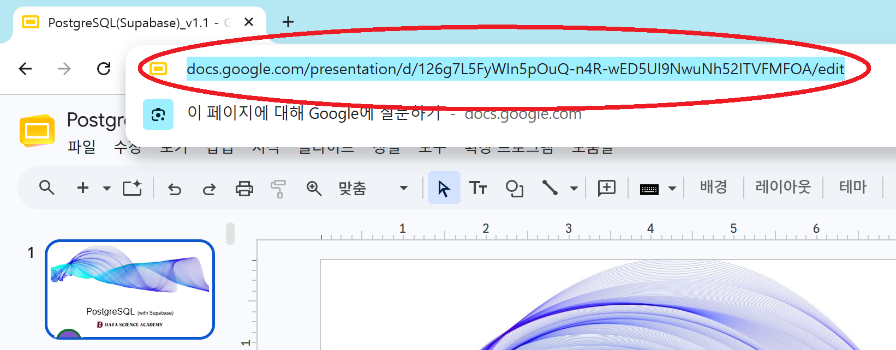 PostgreSQL(Supabase)_v1.1 - G
docs.google.com/presentation/d/126g7L5FyWIn5pOuQ-n4R-wED5UI9NwuNh52ITVFMFOA/edit
이 페이지에 대해 Google에 질문하기 - docs.google.com
Postgre
파일 수정 보기 삽입 서식 슬라이드 정렬 도구 확장 프로그램 도움말
맞춤 배경 레이아웃 테마
1 2 3 4 5 6
1
PostgreSQL (with Supabase)
DATA SCIENCE ACADEMY
1